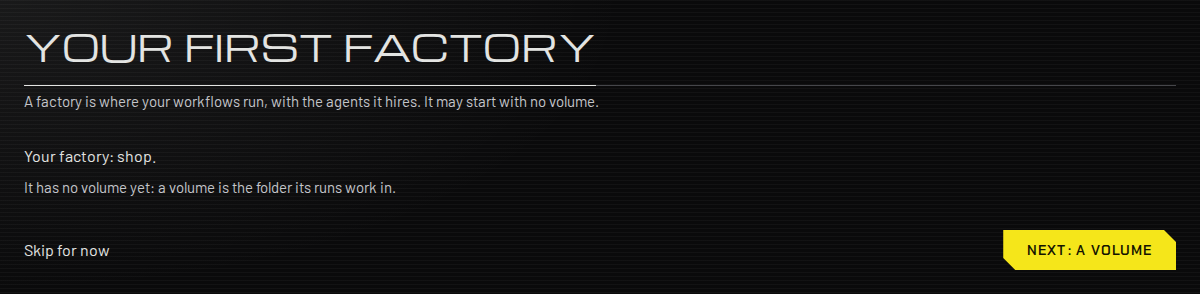 YOUR FIRST FACTORY
A factory is where your workflows run, with the agents it hires. It may start with no volume.
Your factory: shop.
It has no volume yet: a volume is the folder its runs work in.
Skip for now
NEXT: A VOLUME